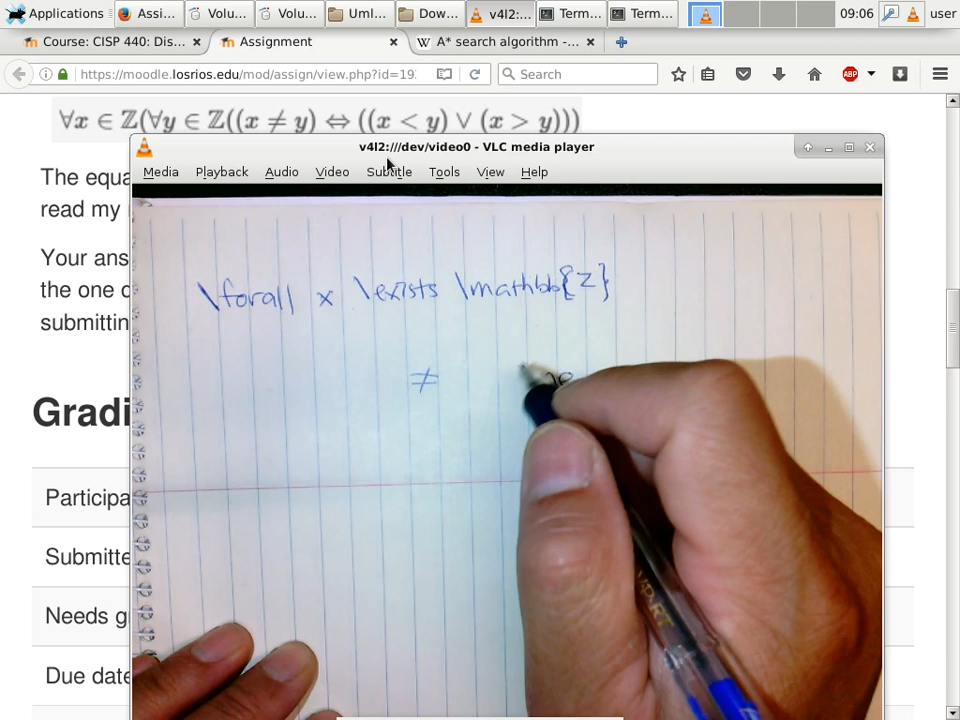 Applications
Assi...
Volu...
Volu...
Uml...
Dow...
v4l2:...
Term...
Term...
09:06
user
Course: CISP 440: Dis...
Assignment
A* search algorithm -...
https://moodle.losrios.edu/mod/assign/view.php?id=19
Search
ABP
∀x ∈ ℤ(∀y ∈ ℤ((x ≠ y) ⇔ ((x < y) ∨ (x > y)))
v4l2:///dev/video0 - VLC media player
Media Playback Audio Video Subtitle Tools View Help
The equa
read my
Your ans
the one
submittin
\forall x \exists \mathbb{Z}
≠
Gradi
Participa
Submitte
Needs g
Due date